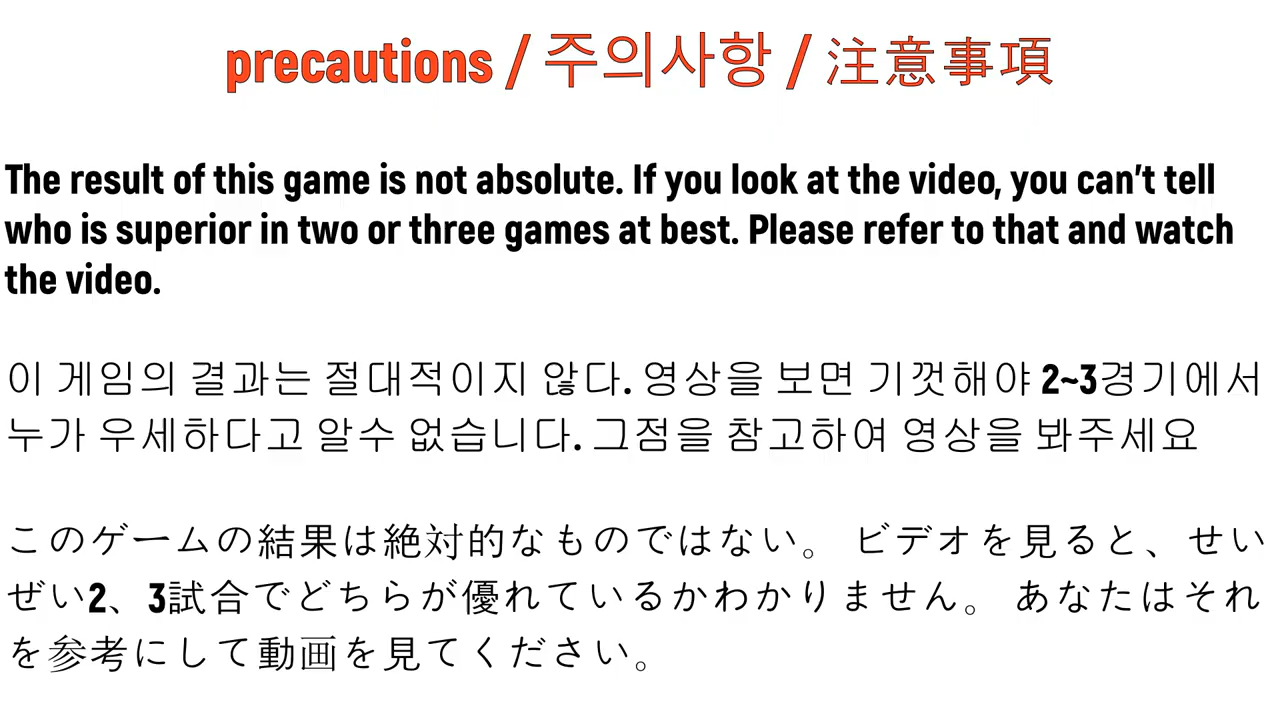 precautions / 주의사항 / 注意事項
The result of this game is not absolute. If you look at the video, you can't tell
who is superior in two or three games at best. Please refer to that and watch
the video.
이 게임의 결과는 절대적이지 않다. 영상을 보면 기껏해야 2~3경기에서
누가 우세하다고 알수 없습니다. 그점을 참고하여 영상을 봐주세요
このゲームの結果は絶対的なものではない。 ビデオを見ると、せい
ぜい2、3試合でどちらが優れているかわかりません。 あなたはそれ
を参考にして動画を見てください。